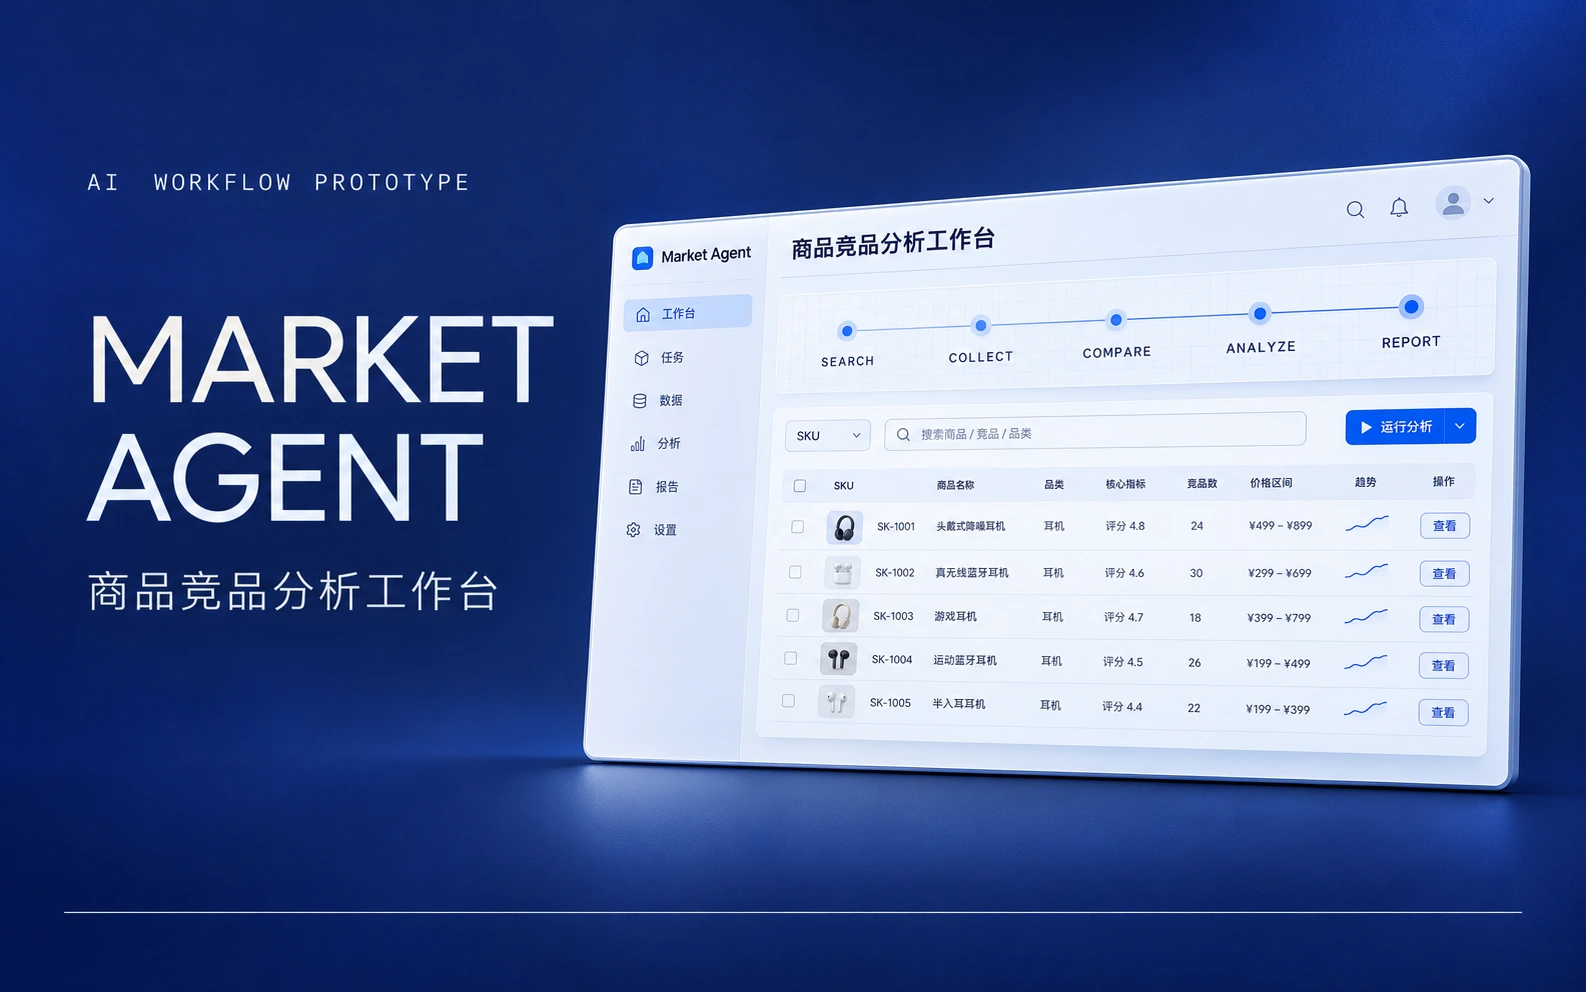 AI WORKFLOW PROTOTYPE
MARKET
AGENT
商品竞品分析工作台
Market Agent
工作台
任务
数据
分析
报告
设置
商品竞品分析工作台
SEARCH COLLECT COMPARE ANALYZE REPORT
SKU 搜索商品 / 竞品 / 品类 运行分析
SKU 商品名称 品类 核心指标 竞品数 价格区间 趋势 操作
SK-1001 头戴式降噪耳机 耳机 评分 4.8 24 ¥499 – ¥899 查看
SK-1002 真无线蓝牙耳机 耳机 评分 4.6 30 ¥299 – ¥699 查看
SK-1003 游戏耳机 耳机 评分 4.7 18 ¥399 – ¥799 查看
SK-1004 运动蓝牙耳机 耳机 评分 4.5 26 ¥199 – ¥499 查看
SK-1005 半入耳耳机 耳机 评分 4.4 22 ¥199 – ¥399 查看